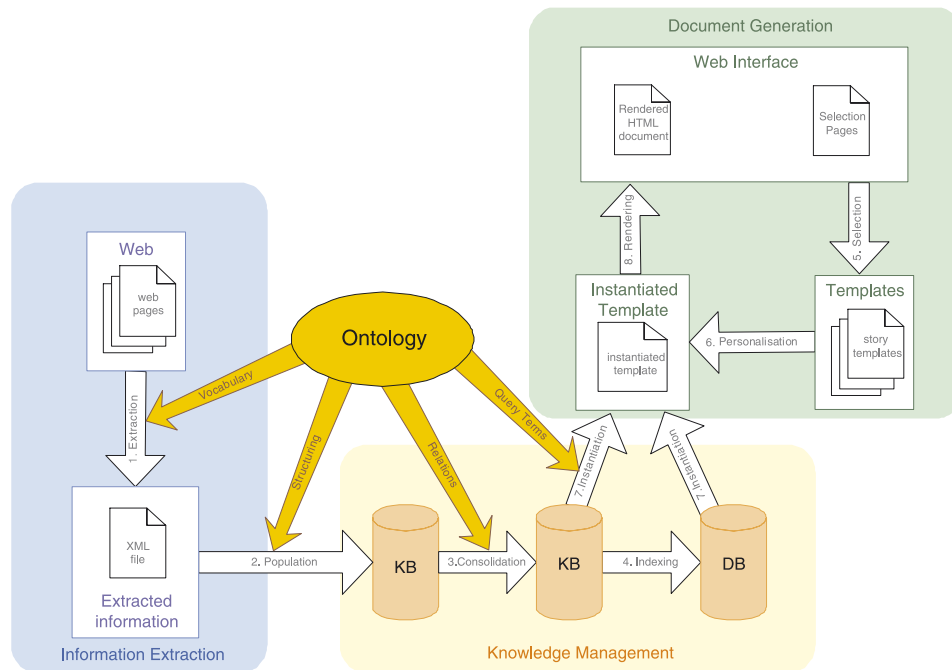 Document Generation
Web Interface
Rendered
HTML
document
Selection
Pages
8. Rendering
5. Selection
Web
web
pages
Instantiated
Template
instantiated
template
6. Personalisation
Templates
story
templates
Ontology
Vocabulary
Structuring
Relations
Query Terms
1. Extraction
7.Instantiation
7.Instantiation
XML
file
Extracted
information
2. Population
KB
3.Consolidation
KB
4. Indexing
DB
Information Extraction
Knowledge Management